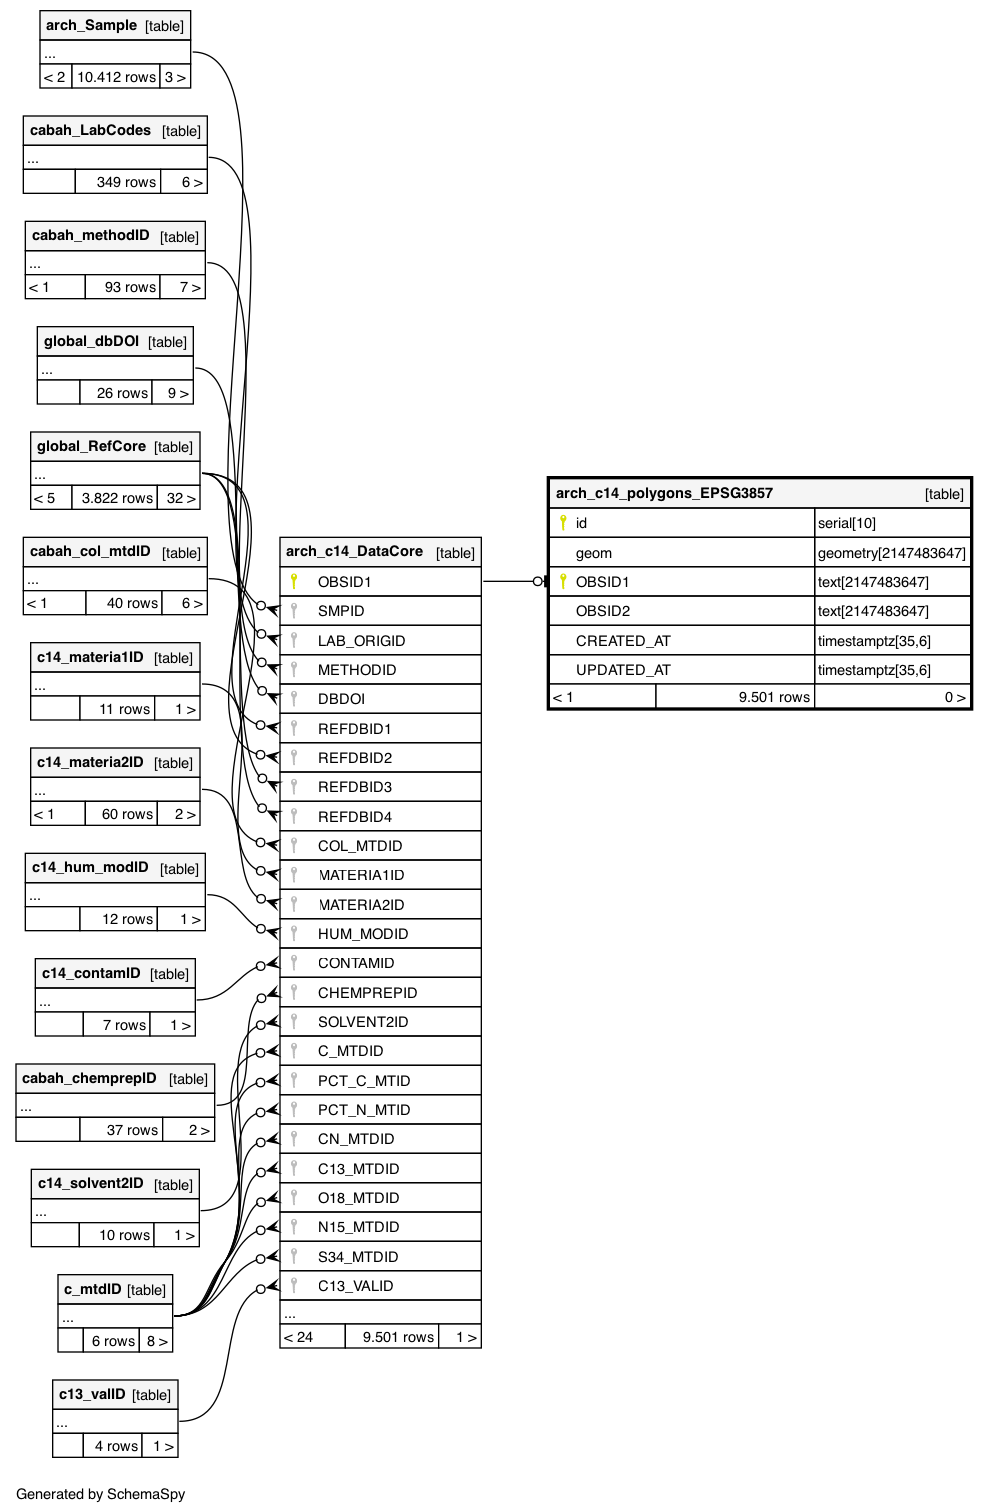 arch_Sample [table]
...
< 2 10.412 rows 3 >
cabah_LabCodes [table]
...
349 rows 6 >
cabah_methodID [table]
...
< 1 93 rows 7 >
global_dbDOI [table]
...
26 rows 9 >
global_RefCore [table]
...
< 5 3.822 rows 32 >
cabah_col_mtdID [table]
...
< 1 40 rows 6 >
c14_materia1ID [table]
...
11 rows 1 >
c14_materia2ID [table]
...
< 1 60 rows 2 >
c14_hum_modID [table]
...
12 rows 1 >
c14_contamID [table]
...
7 rows 1 >
cabah_chemprepID [table]
...
37 rows 2 >
c14_solvent2ID [table]
...
10 rows 1 >
c_mtdID [table]
...
6 rows 8 >
c13_valID [table]
...
4 rows 1 >
arch_c14_DataCore [table]
OBSID1
SMPID
LAB_ORIGID
METHODID
DBDOI
REFDBID1
REFDBID2
REFDBID3
REFDBID4
COL_MTDID
MATERIA1ID
MATERIA2ID
HUM_MODID
CONTAMID
CHEMPREPID
SOLVENT2ID
C_MTDID
PCT_C_MTID
PCT_N_MTID
CN_MTDID
C13_MTDID
O18_MTDID
N15_MTDID
S34_MTDID
C13_VALID
...
< 24 9.501 rows 1 >
arch_c14_polygons_EPSG3857 [table]
id serial[10]
geom geometry[2147483647]
OBSID1 text[2147483647]
OBSID2 text[2147483647]
CREATED_AT timestamptz[35,6]
UPDATED_AT timestamptz[35,6]
< 1 9.501 rows 0 >
Generated by SchemaSpy